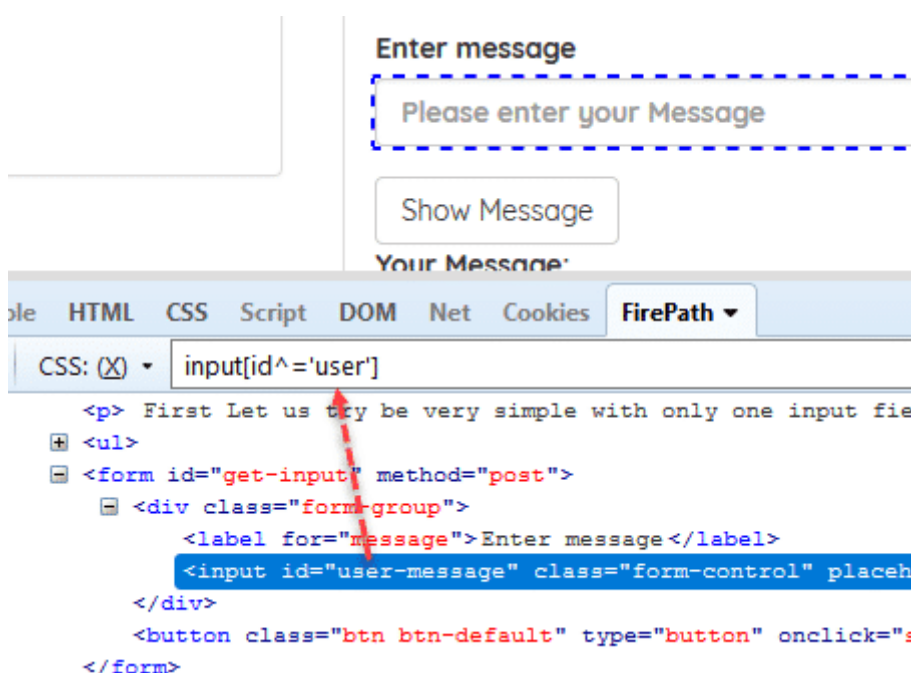 Enter message
Please enter your Message
Show Message
Your Message:
HTML CSS Script DOM Net Cookies FirePath
CSS: (X) input[id^='user']
<p> First Let us try be very simple with only one input
<ul>
<form id="get-input" method="post">
<div class="form-group">
<label for="message">Enter message</label>
<input id="user-message" class="form-control"
</div>
<button class="btn btn-default" type="button" onclick="
</form>